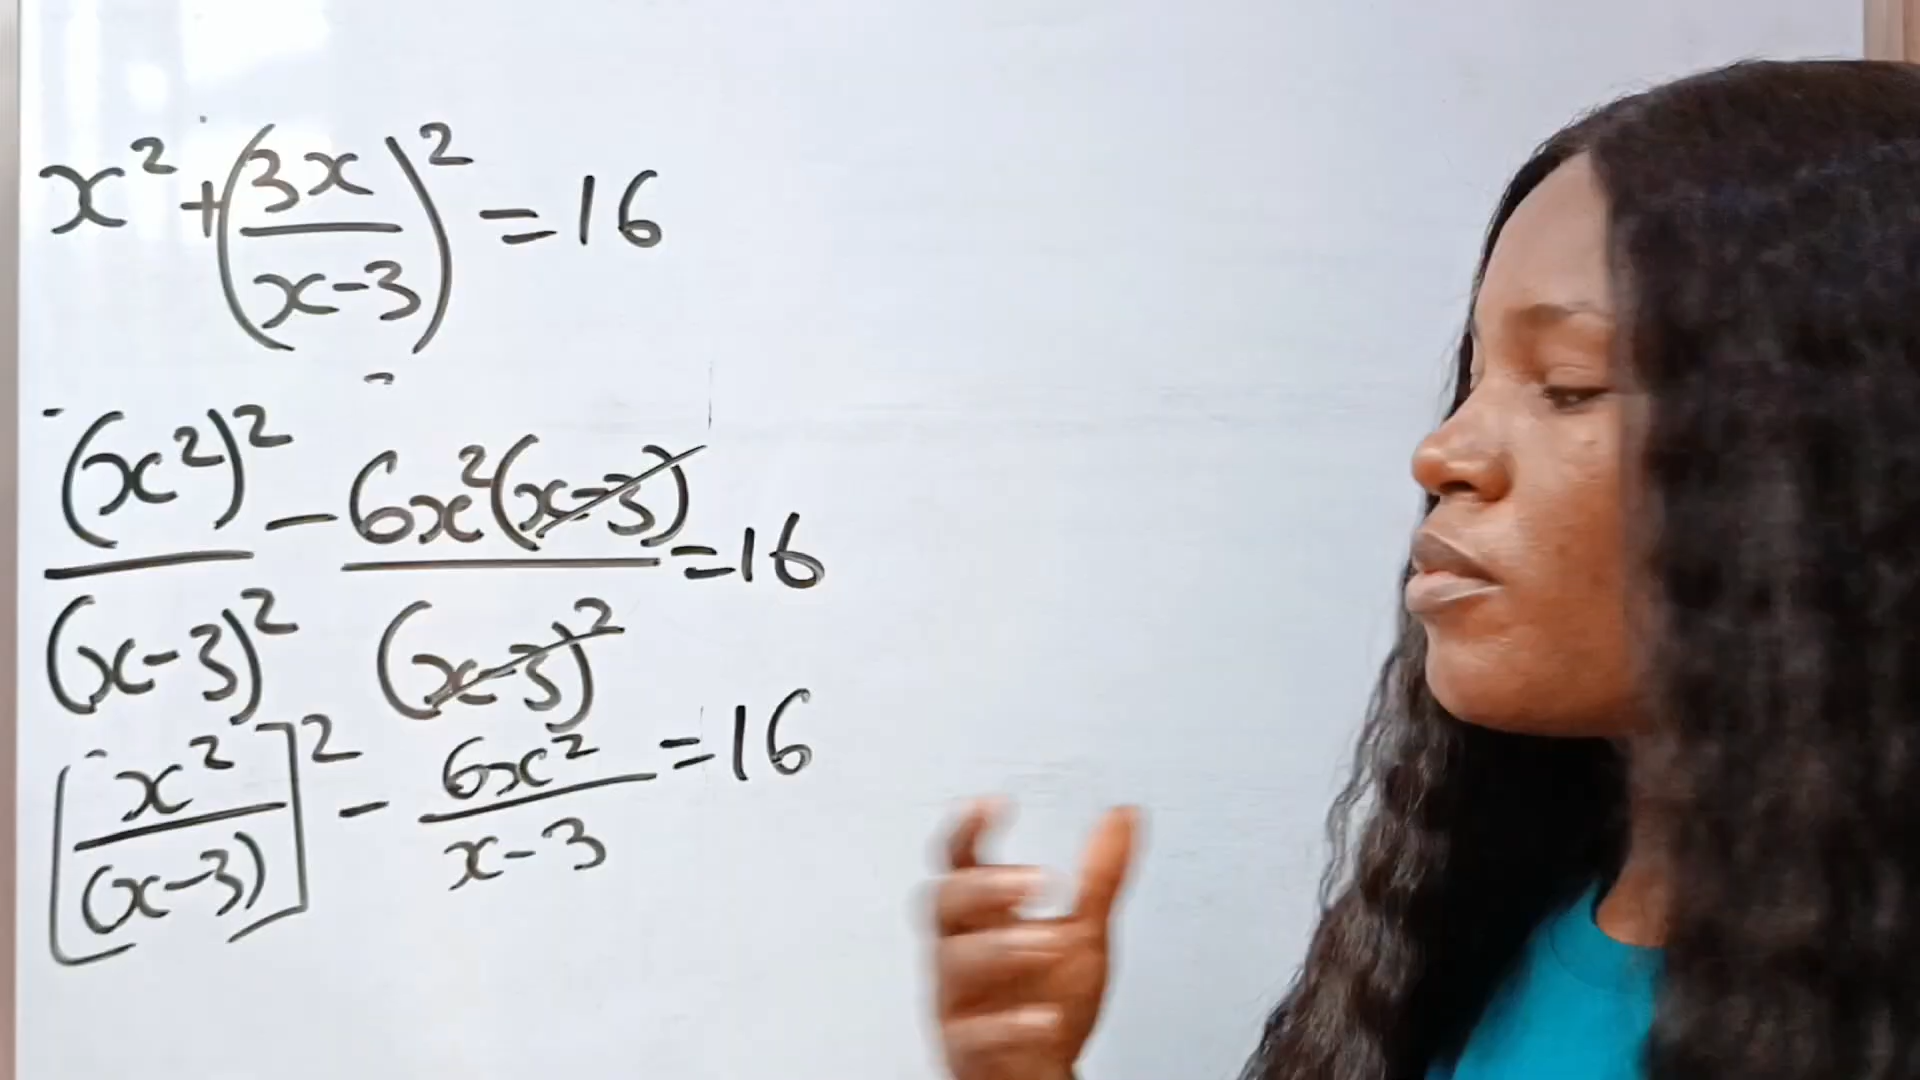 x² + (3x/(x-3))² = 16
(x²)²/(x-3)² - 6x²(x-3)/(x-3)² = 16
[x²/(x-3)]² - 6x²/(x-3) = 16